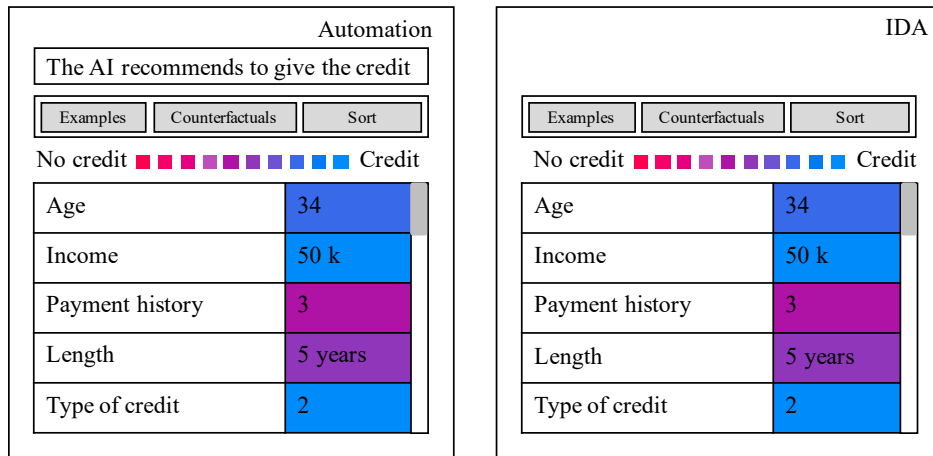 Automation
The AI recommends to give the credit
Examples Counterfactuals Sort
No credit Credit
Age 34
Income 50 k
Payment history 3
Length 5 years
Type of credit 2
IDA
Examples Counterfactuals Sort
No credit Credit
Age 34
Income 50 k
Payment history 3
Length 5 years
Type of credit 2